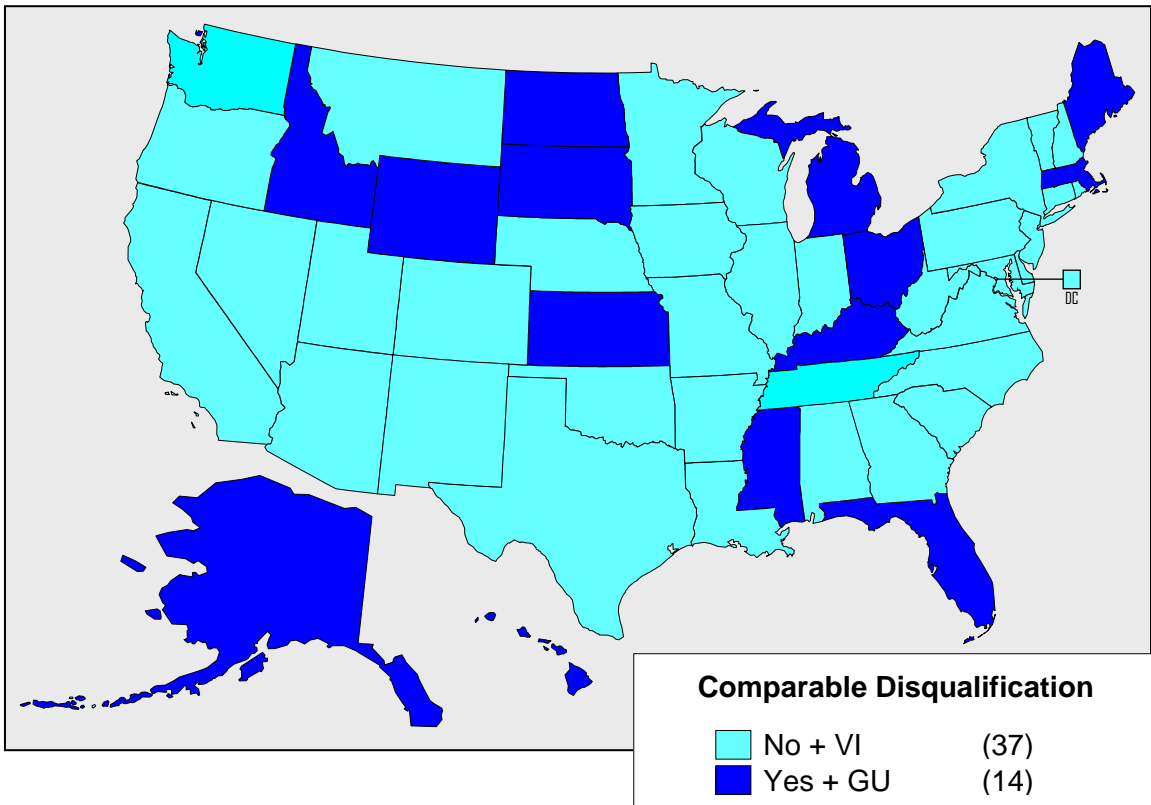 DC
Comparable Disqualification
No + VI (37)
Yes + GU (14)